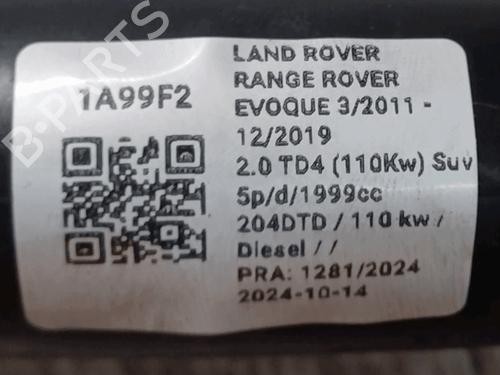 B-PARTS
1A99F2
LAND ROVER
RANGE ROVER
EVOQUE 3/2011 -
12/2019
2.0 TD4 (110Kw) Suv
5p/d/1999cc
204DTD / 110 kw /
Diesel / /
PRA: 1281/2024
2024-10-14